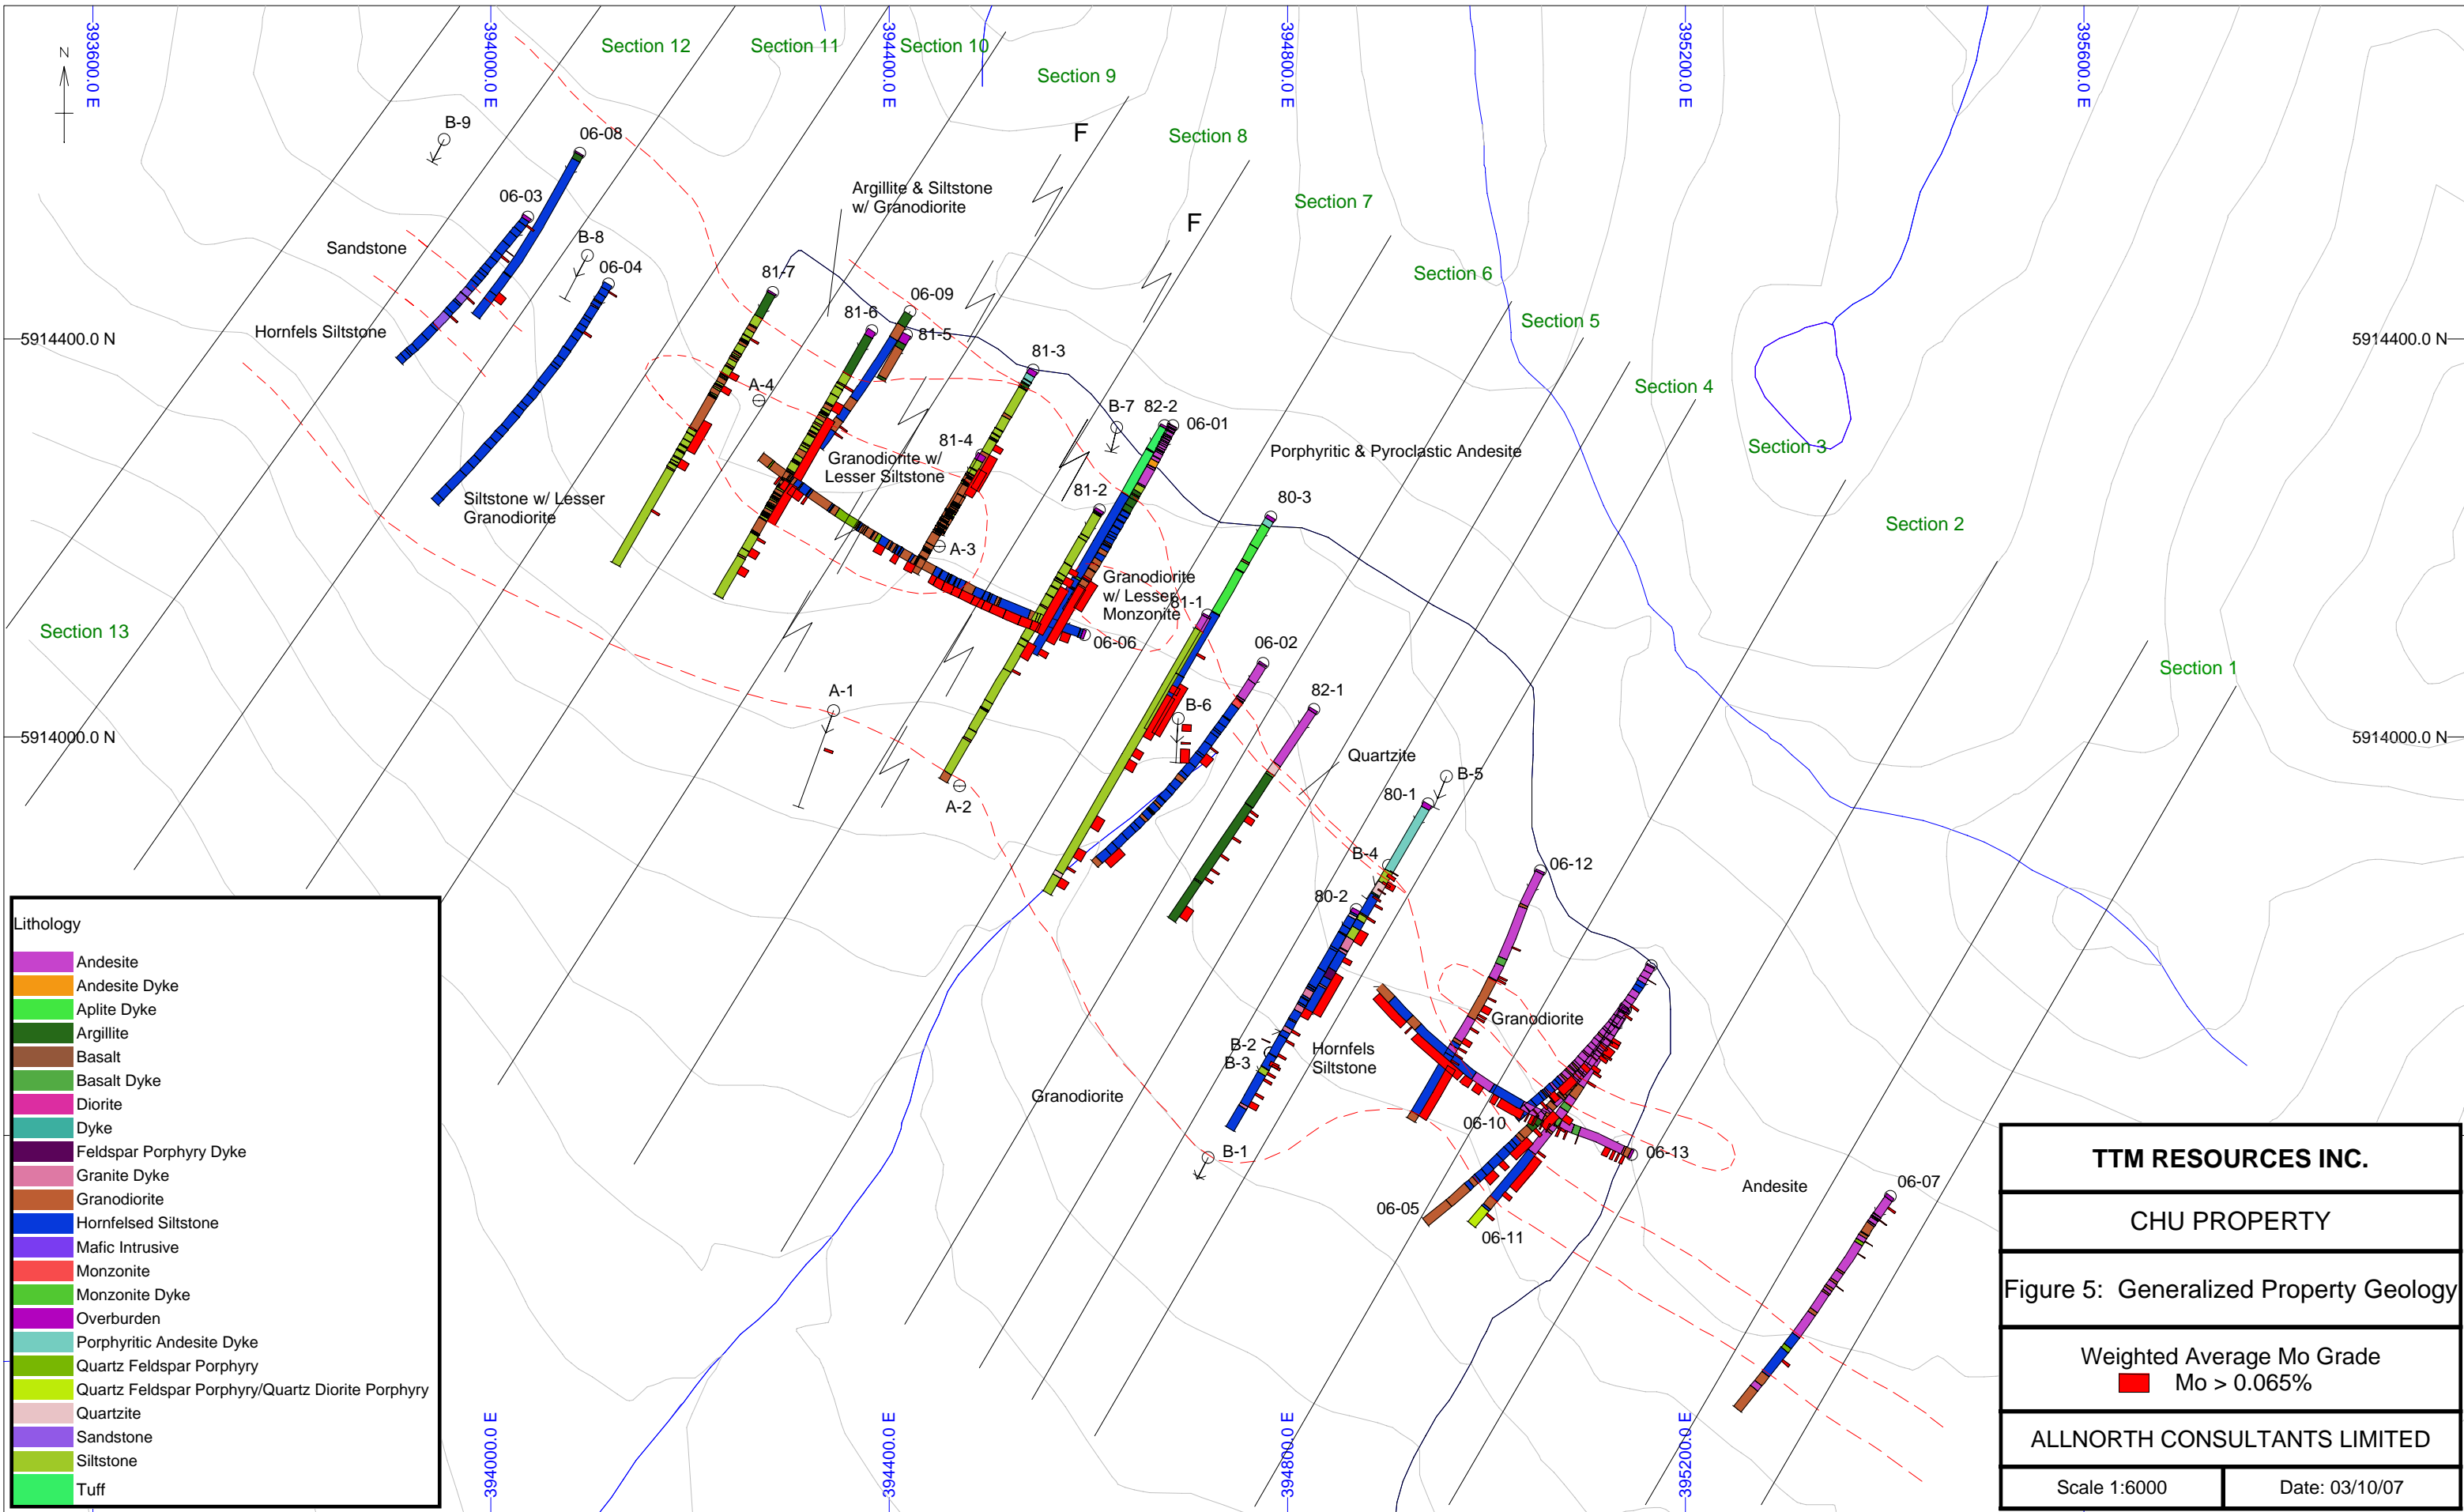 393600.0 E
394000.0 E
394400.0 E
394800.0 E
395200.0 E
395600.0 E
N
Section 12
Section 11
Section 10
Section 9
Section 8
Section 7
Section 6
Section 5
Section 4
Section 3
Section 2
Section 1
Section 13
F
F
B-9
06-08
06-03
B-8
06-04
Sandstone
Hornfels Siltstone
Argillite & Siltstone
w/ Granodiorite
81-7
06-09
81-6
81-5
81-3
A-4
81-4
B-7
82-2
06-01
5914400.0 N
5914400.0 N
Granodiorite w/
Lesser Siltstone
Porphyritic & Pyroclastic Andesite
Siltstone w/ Lesser
Granodiorite
81-2
80-3
A-3
Granodiorite
w/ Lesser
Monzonite
81-1
06-06
06-02
A-1
B-6
82-1
5914000.0 N
5914000.0 N
Quartzite
B-5
A-2
80-1
B-4
80-2
06-12
B-2
B-3
Hornfels
Siltstone
Granodiorite
Granodiorite
06-10
06-13
B-1
06-05
06-11
Andesite
06-07
Lithology
Andesite
Andesite Dyke
Aplite Dyke
Argillite
Basalt
Basalt Dyke
Diorite
Dyke
Feldspar Porphyry Dyke
Granite Dyke
Granodiorite
Hornfelsed Siltstone
Mafic Intrusive
Monzonite
Monzonite Dyke
Overburden
Porphyritic Andesite Dyke
Quartz Feldspar Porphyry
Quartz Feldspar Porphyry/Quartz Diorite Porphyry
Quartzite
Sandstone
Siltstone
Tuff
394000.0 E
394400.0 E
394800.0 E
395200.0 E
TTM RESOURCES INC.
CHU PROPERTY
Figure 5: Generalized Property Geology
Weighted Average Mo Grade
Mo > 0.065%
ALLNORTH CONSULTANTS LIMITED
Scale 1:6000
Date: 03/10/07